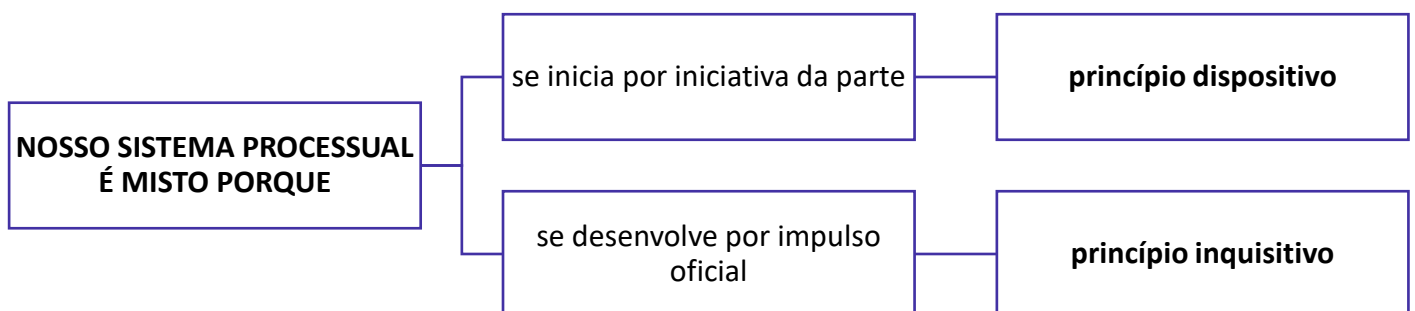 NOSSO SISTEMA PROCESSUAL
É MISTO PORQUE
se inicia por iniciativa da parte
princípio dispositivo
se desenvolve por impulso
oficial
princípio inquisitivo